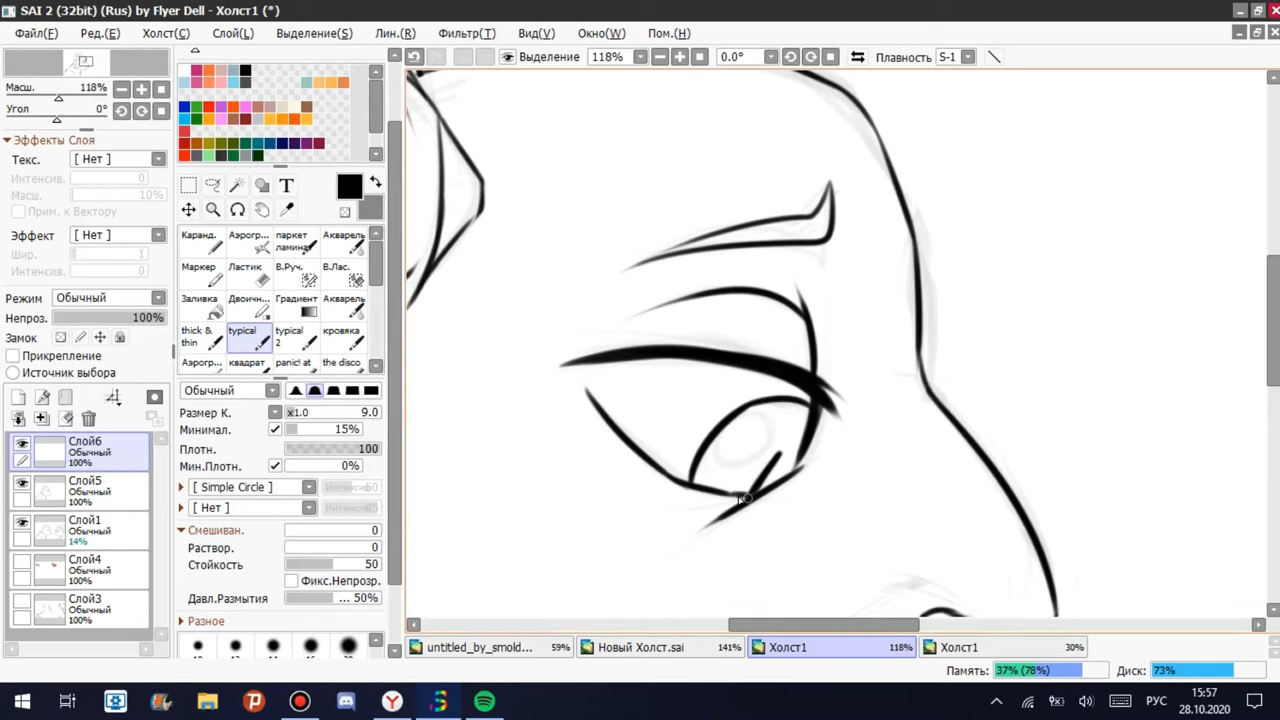 SAI 2 (32bit) (Rus) by Flyer Dell - Холст1 (*)
Файл(F) Ред.(E) Холст(C) Слой(L) Выделение(S) Лин.(R) Фильтр(T) Вид(V) Окно(W) Пом.(H)
Выделение 118% 0.0° Плавность S-1
Масш. 118%
Угол 0°
Эффекты Слоя
Текс. [ Нет ]
Интенсив. 0
Масш. 10%
Прим. к Вектору
Эффект [ Нет ]
Шир. 1
Интенсив. 0
Режим Обычный
Непроз. 100%
Замок
Прикрепление
Источник выбора
Слой6
Обычный
100%
Слой5
Обычный
100%
Слой1
Обычный
14%
Слой4
Обычный
100%
Слой3
Обычный
100%
Каранд. Аэрогр... паркет ламина Акварель
Маркер Ластик В.Руч. В.Лас.
Заливка Двоичн... Градиент Акварель
thick & thin typical typical 2 кровяка
Аэрогр... квадрат panic! at the disco
Обычный
Размер К. x1.0 9.0
Минимал. 15%
Плотн. 100
Мин.Плотн. 0%
[ Simple Circle ]
[ Нет ]
Смешиван. 0
Раствор. 0
Стойкость 50
Фикс.Непрозр.
Давл.Размытия ... 50%
Разное
untitled_by_smold... 59% Новый Холст.sai 141% Холст1 118% Холст1 30%
Память: 37% (78%) Диск: 73%
РУС
15:57
28.10.2020